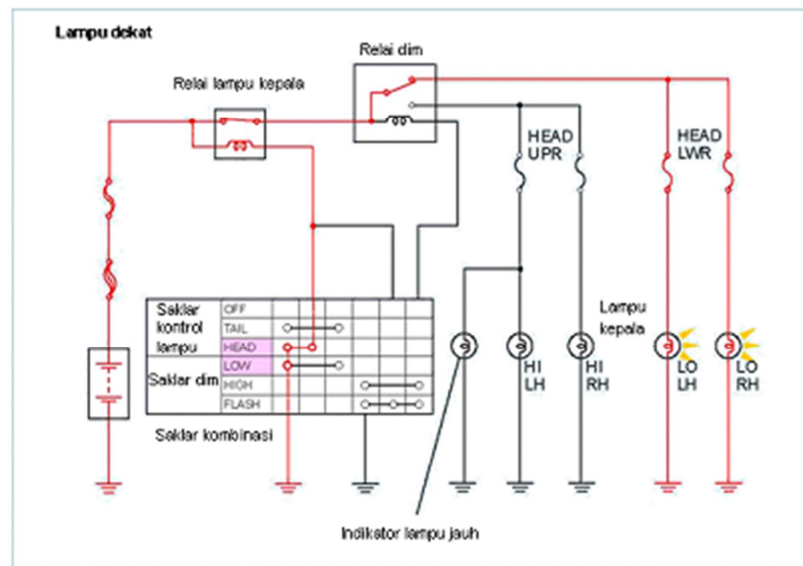 Lampu dekat
Relai dim
Relai lampu kepala
HEAD
UPR
HEAD
LWR
Saklar
kontrol
lampu
OFF
TAIL
HEAD
Saklar dim
LOW
HIGH
FLASH
Saklar kombinasi
Lampu
kepala
HI
LH
HI
RH
LO
LH
LO
RH
Indikator lampu jauh